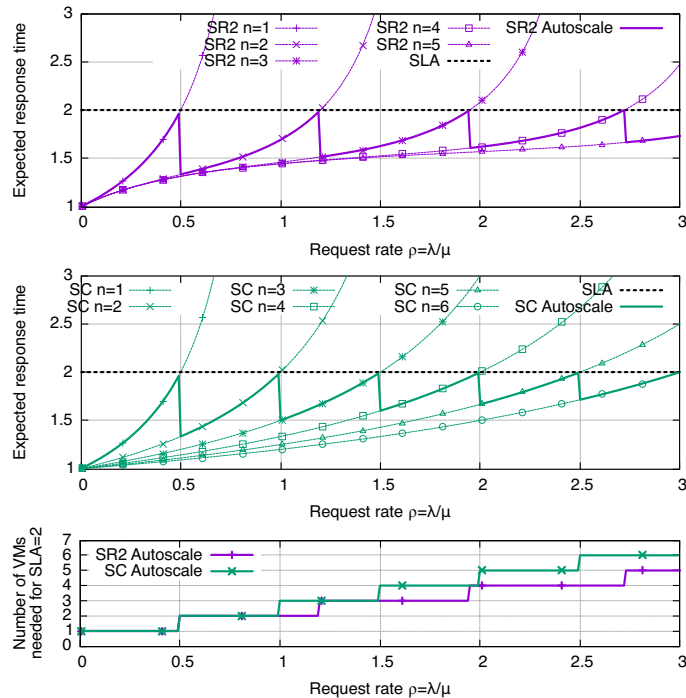 SR2 n=1
SR2 n=2
SR2 n=3
SR2 n=4
SR2 n=5
SLA
SR2 Autoscale
Expected response time
3
2.5
2
1.5
1
0 0.5 1 1.5 2 2.5 3
Request rate ρ=λ/μ
SC n=1
SC n=2
SC n=3
SC n=4
SC n=5
SC n=6
SLA
SC Autoscale
Expected response time
3
2.5
2
1.5
1
0 0.5 1 1.5 2 2.5 3
Request rate ρ=λ/μ
SR2 Autoscale
SC Autoscale
Number of VMs
needed for SLA=2
7
6
5
4
3
2
1
0
0 0.5 1 1.5 2 2.5 3
Request rate ρ=λ/μ